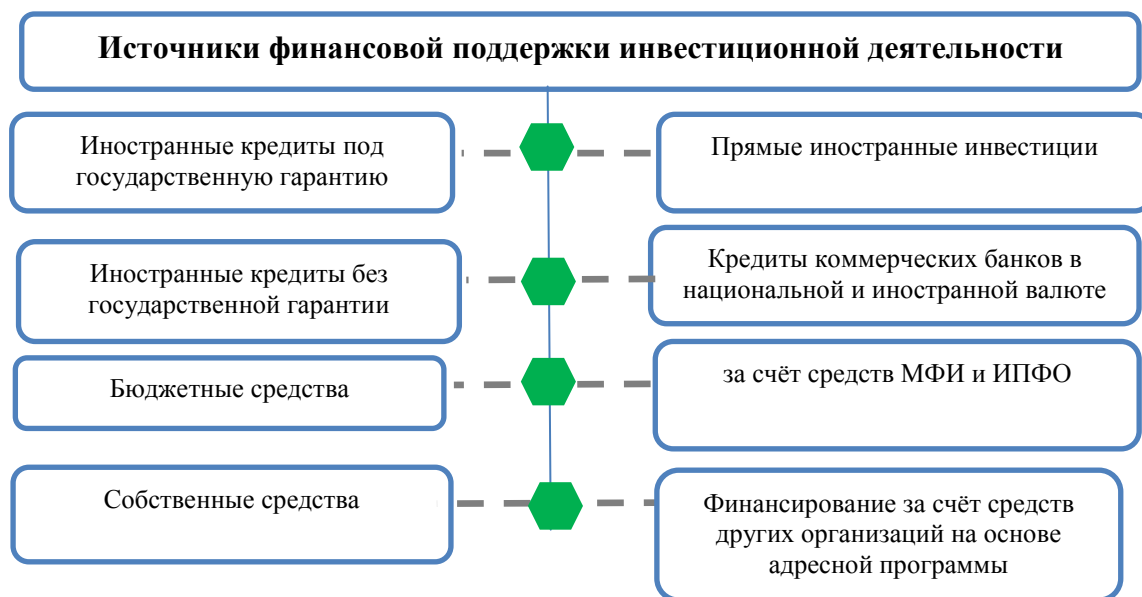 Источники финансовой поддержки инвестиционной деятельности
Иностранные кредиты под
государственную гарантию
Прямые иностранные инвестиции
Иностранные кредиты без
государственной гарантии
Кредиты коммерческих банков в
национальной и иностранной валюте
Бюджетные средства
за счёт средств МФИ и ИПФО
Собственные средства
Финансирование за счёт средств
других организаций на основе
адресной программы